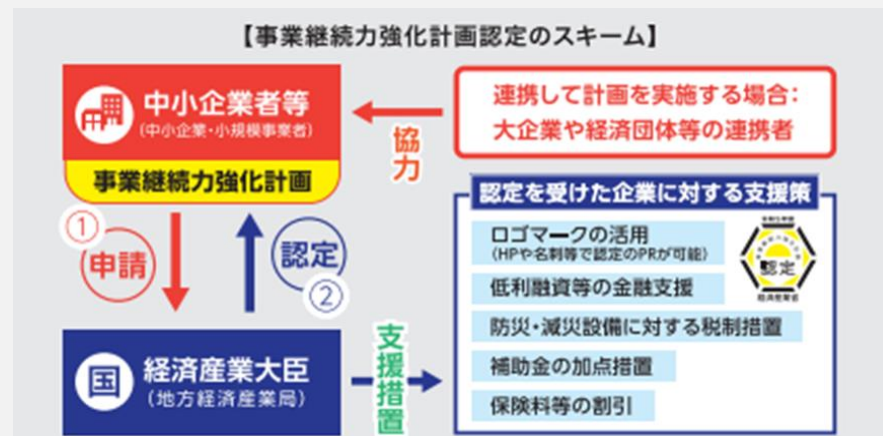 【事業継続力強化計画認定のスキーム】
中小企業者等
(中小企業・小規模事業者)
事業継続力強化計画
連携して計画を実施する場合：
大企業や経済団体等の連携者
協力
① 申請
認定 ②
国 経済産業大臣
(地方経済産業局)
支援措置
認定を受けた企業に対する支援策
ロゴマークの活用
(HPや名刺等で認定のPRが可能)
低利融資等の金融支援
防災・減災設備に対する税制措置
補助金の加点措置
保険料等の割引
認定
経済産業省